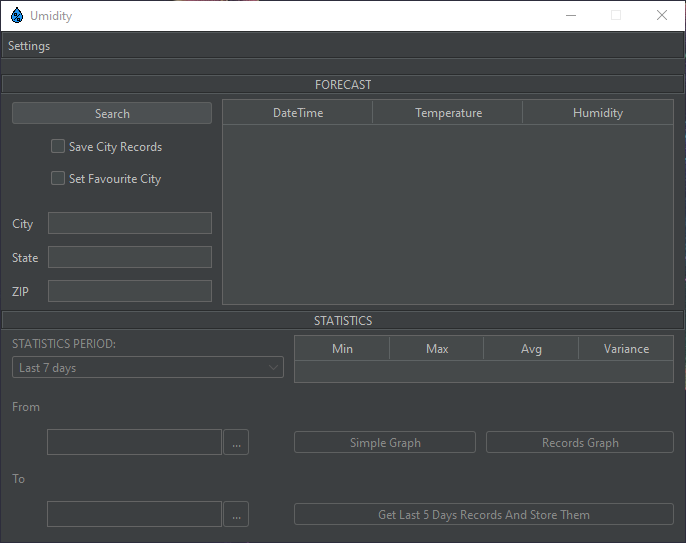 Umidity
Settings
FORECAST
Search
DateTime Temperature Humidity
Save City Records
Set Favourite City
City
State
ZIP
STATISTICS
STATISTICS PERIOD:
Last 7 days
Min Max Avg Variance
From
...
Simple Graph Records Graph
To
...
Get Last 5 Days Records And Store Them